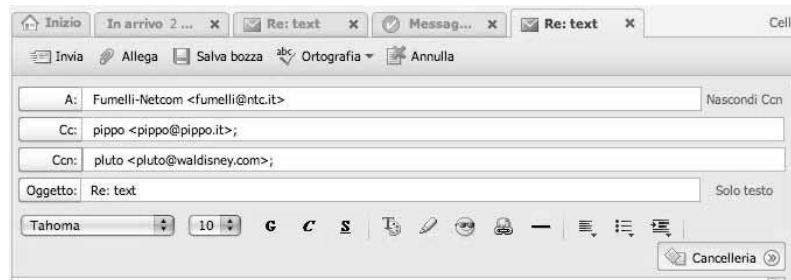 Inizio In arrivo 2 ... x Re: text x Messag... x Re: text x Cell
Invia Allega Salva bozza abc Ortografia Annulla
A: Fumelli-Netcom <fumelli@ntc.it> Nascondi Ccn
Cc: pippo <pippo@pippo.it>;
Ccn: pluto <pluto@waldisney.com>;
Oggetto: Re: text Solo testo
Tahoma 10 G C S T
Cancelleria